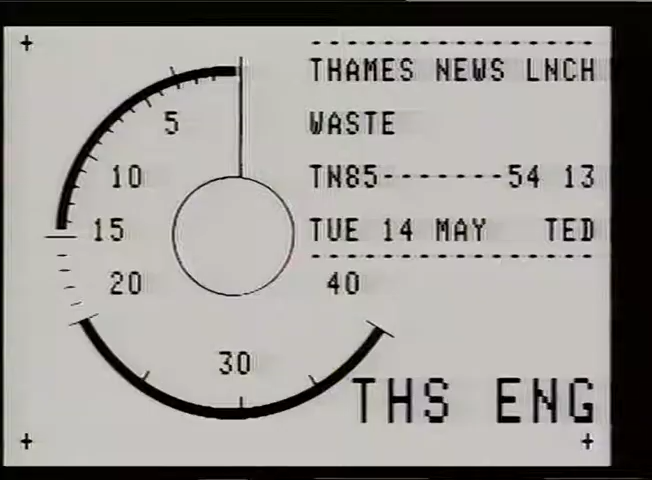 THAMES NEWS LNCH
WASTE
TN85-------54 13
TUE 14 MAY TED
5
10
15
20
30
40
THS ENG